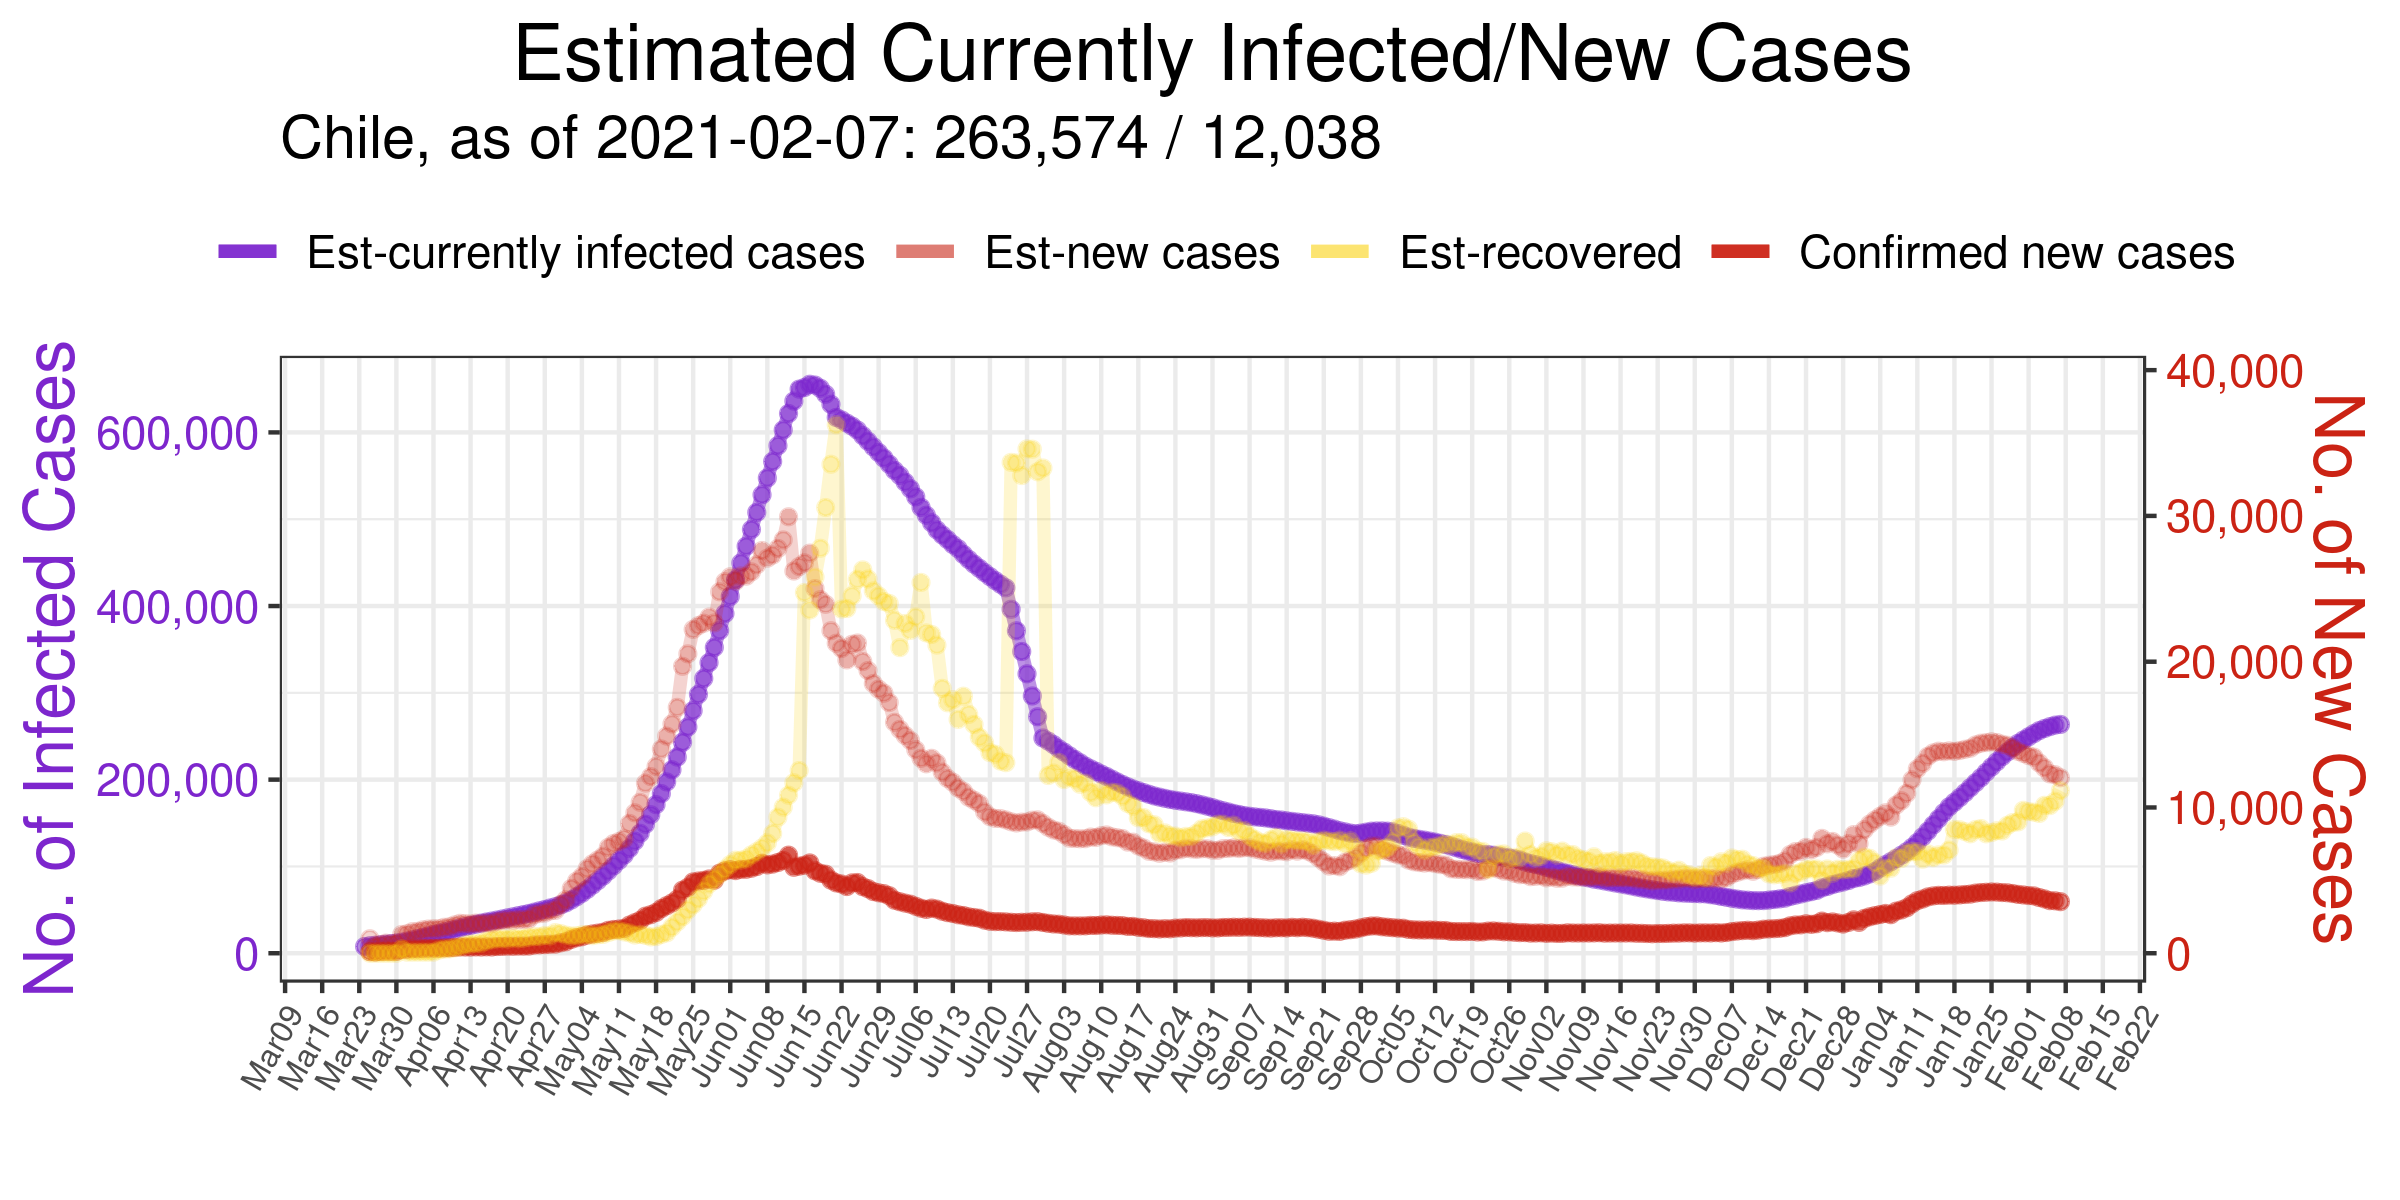 Estimated Currently Infected/New Cases
Chile, as of 2021-02-07: 263,574 / 12,038
Est-currently infected cases Est-new cases Est-recovered Confirmed new cases
No. of Infected Cases
600,000
400,000
200,000
0
40,000
30,000
20,000
10,000
0
No. of New Cases
Mar09 Mar16 Mar23 Mar30 Apr06 Apr13 Apr20 Apr27 May04 May11 May18 May25 Jun01 Jun08 Jun15 Jun22 Jun29 Jul06 Jul13 Jul20 Jul27 Aug03 Aug10 Aug17 Aug24 Aug31 Sep07 Sep14 Sep21 Sep28 Oct05 Oct12 Oct19 Oct26 Nov02 Nov09 Nov16 Nov23 Nov30 Dec07 Dec14 Dec21 Dec28 Jan04 Jan11 Jan18 Jan25 Feb01 Feb08 Feb15 Feb22